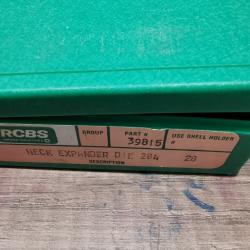 RCBS
GROUP
PART #
39815
USE SHELL HOLDER
#
20
NECK EXPANDER DIE 204
DESCRIPTION